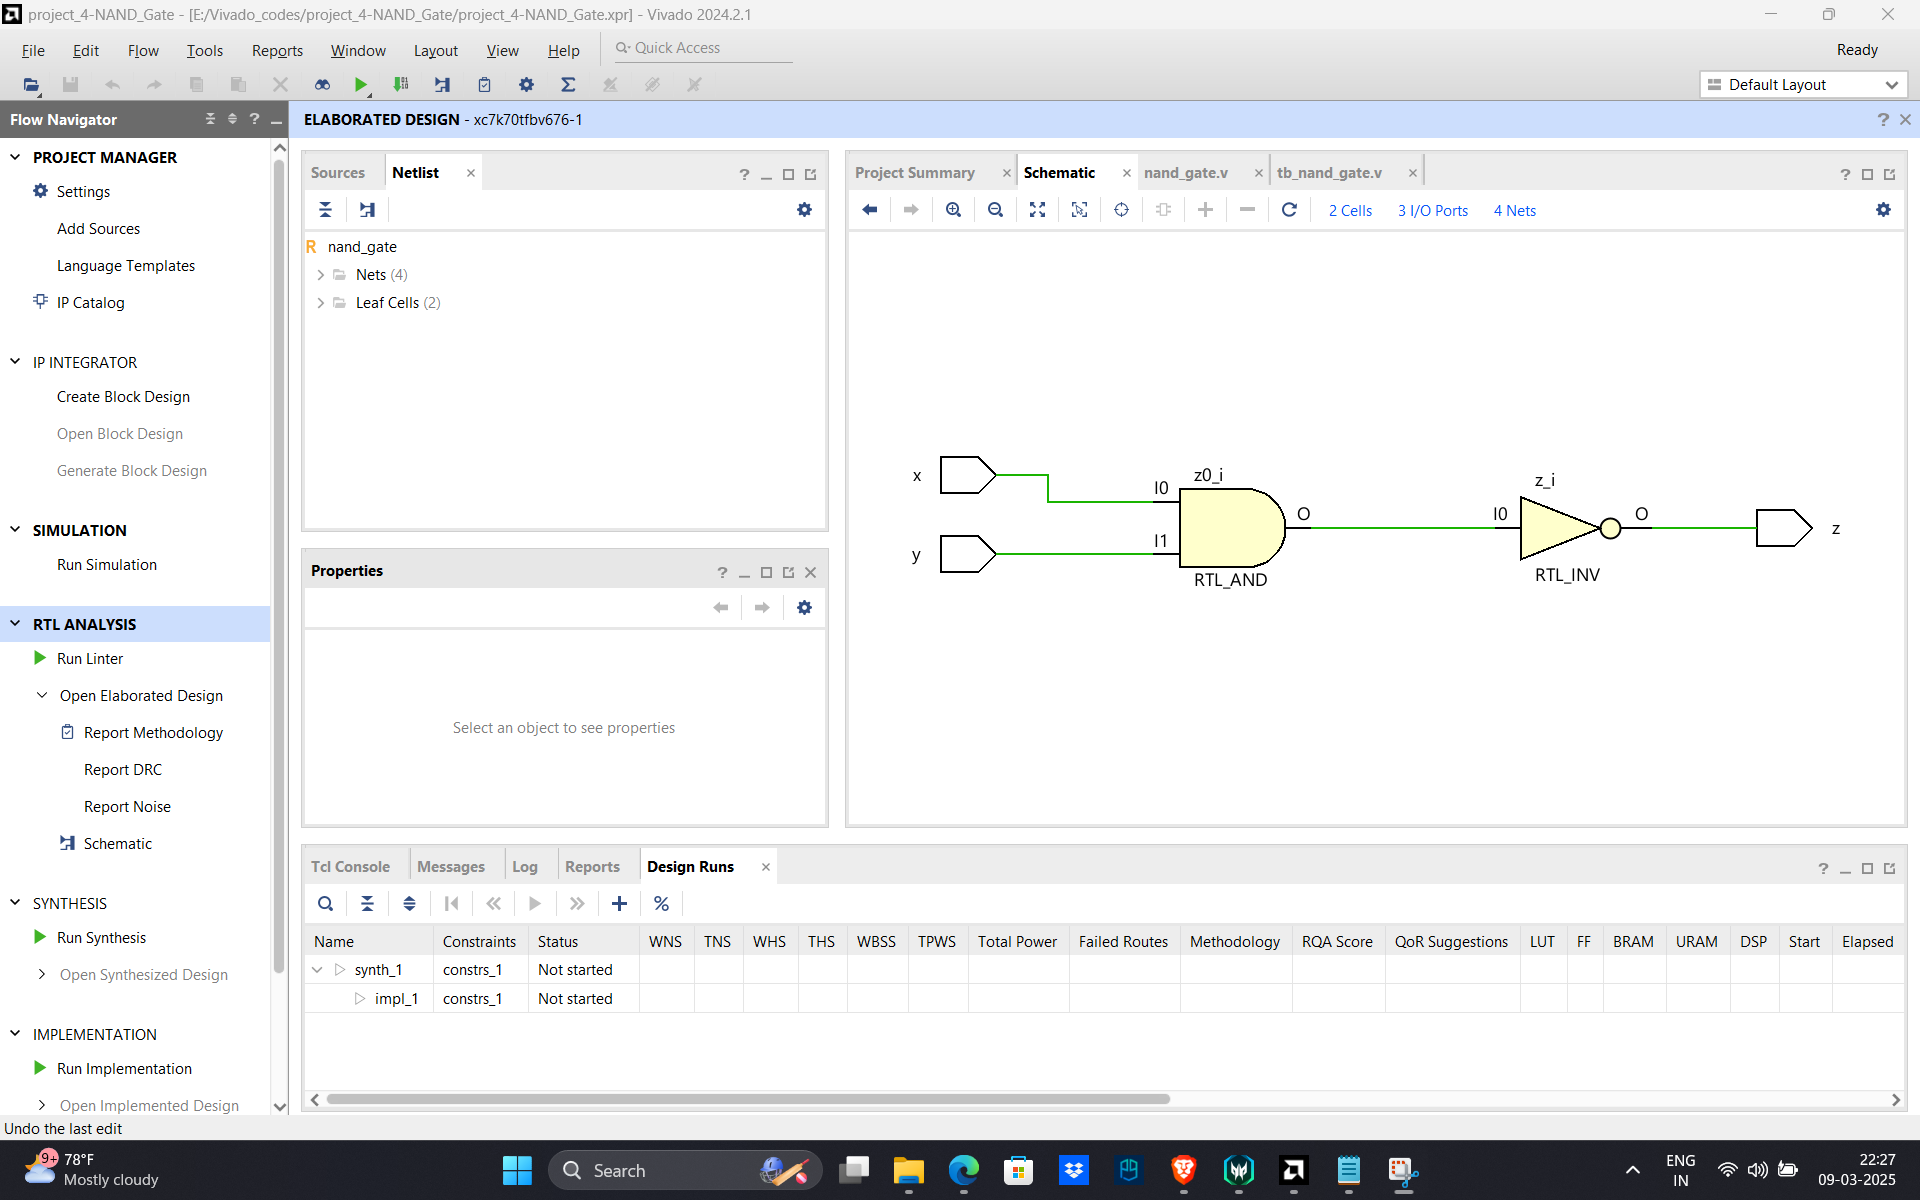 project_4-NAND_Gate - [E:/Vivado_codes/project_4-NAND_Gate/project_4-NAND_Gate.xpr] - Vivado 2024.2.1
File Edit Flow Tools Reports Window Layout View Help Quick Access Ready
Default Layout
Flow Navigator
ELABORATED DESIGN - xc7k70tfbv676-1
PROJECT MANAGER
Settings
Add Sources
Language Templates
IP Catalog
IP INTEGRATOR
Create Block Design
Open Block Design
Generate Block Design
SIMULATION
Run Simulation
RTL ANALYSIS
Run Linter
Open Elaborated Design
Report Methodology
Report DRC
Report Noise
Schematic
SYNTHESIS
Run Synthesis
Open Synthesized Design
IMPLEMENTATION
Run Implementation
Open Implemented Design
Sources Netlist
R nand_gate
Nets (4)
Leaf Cells (2)
Properties
Select an object to see properties
Project Summary Schematic nand_gate.v tb_nand_gate.v
2 Cells 3 I/O Ports 4 Nets
x
y
I0
I1
z0_i
O
RTL_AND
I0
z_i
O
RTL_INV
z
Tcl Console Messages Log Reports Design Runs
Name Constraints Status WNS TNS WHS THS WBSS TPWS Total Power Failed Routes Methodology RQA Score QoR Suggestions LUT FF BRAM URAM DSP Start Elapsed
synth_1 constrs_1 Not started
impl_1 constrs_1 Not started
Undo the last edit
9+
78°F
Mostly cloudy
Search
ENG
IN
22:27
09-03-2025